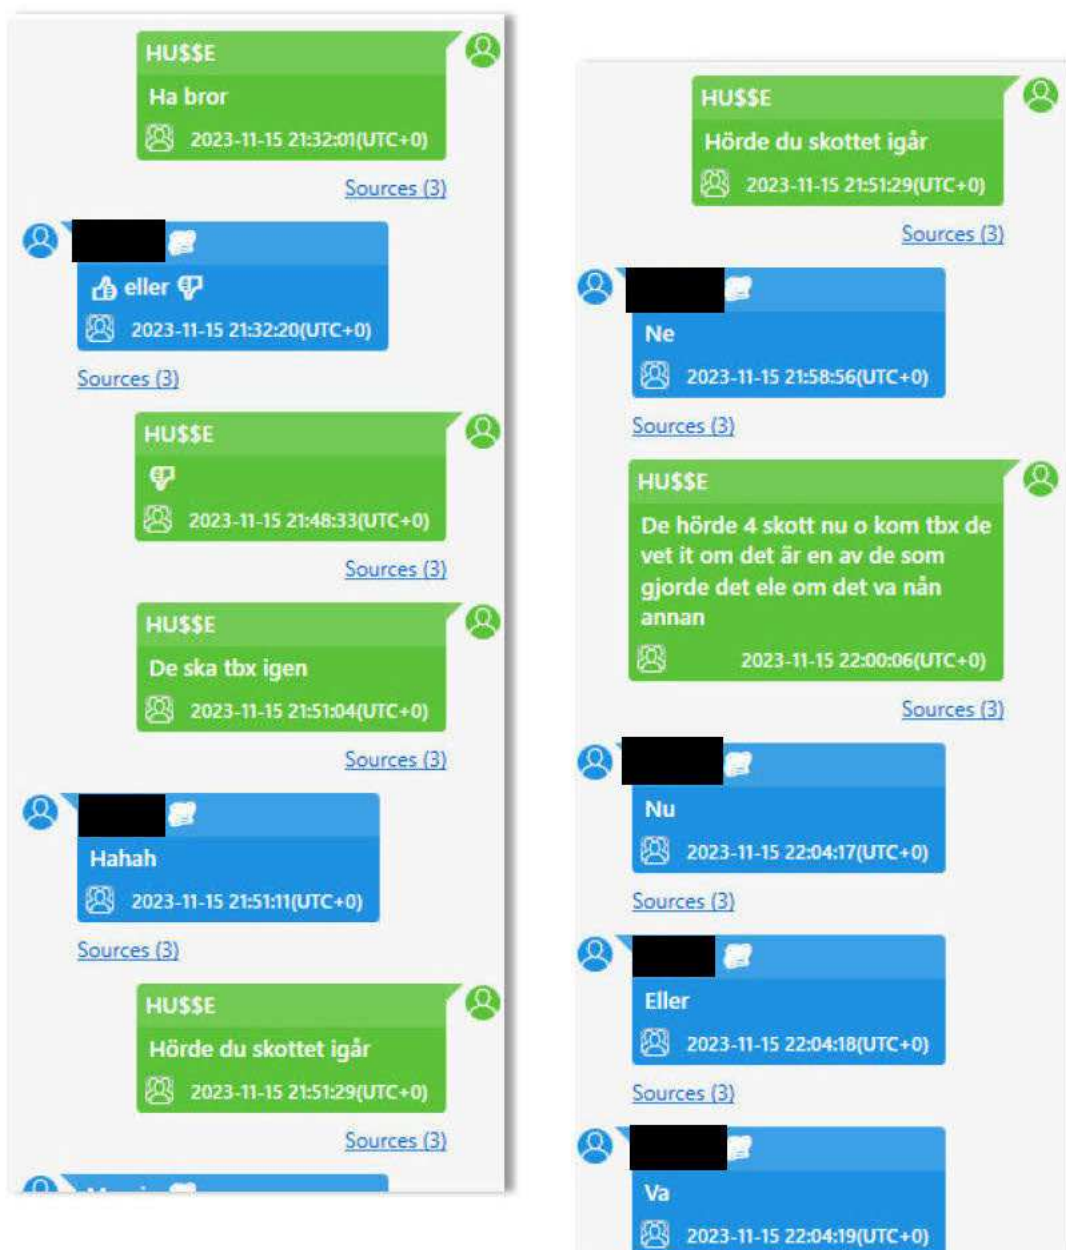 HU$$E
Ha bror
2023-11-15 21:32:01(UTC+0)
Sources (3)
👍 eller 👎
2023-11-15 21:32:20(UTC+0)
Sources (3)
HU$$E
👎
2023-11-15 21:48:33(UTC+0)
Sources (3)
HU$$E
De ska tbx igen
2023-11-15 21:51:04(UTC+0)
Sources (3)
Hahah
2023-11-15 21:51:11(UTC+0)
Sources (3)
HU$$E
Hörde du skottet igår
2023-11-15 21:51:29(UTC+0)
Sources (3)
HU$$E
Hörde du skottet igår
2023-11-15 21:51:29(UTC+0)
Sources (3)
Ne
2023-11-15 21:58:56(UTC+0)
Sources (3)
HU$$E
De hörde 4 skott nu o kom tbx de
vet it om det är en av de som
gjorde det ele om det va nån
annan
2023-11-15 22:00:06(UTC+0)
Sources (3)
Nu
2023-11-15 22:04:17(UTC+0)
Sources (3)
Eller
2023-11-15 22:04:18(UTC+0)
Sources (3)
Va
2023-11-15 22:04:19(UTC+0)